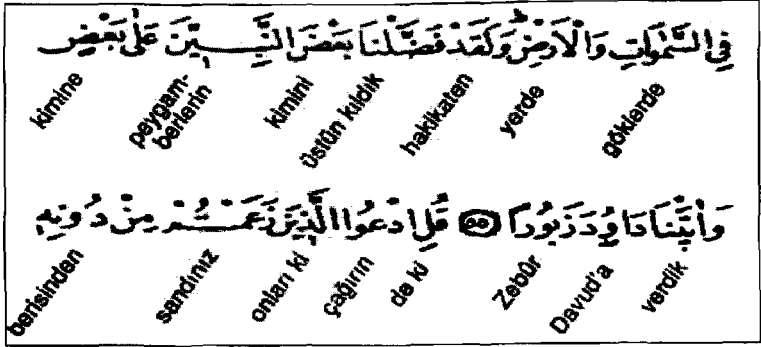 فِى السَّمٰوَاتِ وَالْاَرْضِۜ وَلَقَدْ فَضَّلْنَا بَعْضَ النَّبِيّٖنَ عَلٰى بَعْضٍ
göklerde yerde hakikaten üstün kıldık kimini peygam-berlerin kimine
وَاٰتَيْنَا دَاوُ۫دَ زَبُورًا ﴿٥٥﴾ قُلِ ادْعُوا الَّذٖينَ زَعَمْتُمْ مِنْ دُونِهٖ
verdik Davud'a Zebûr de ki çağırın onları ki sandınız berisinden